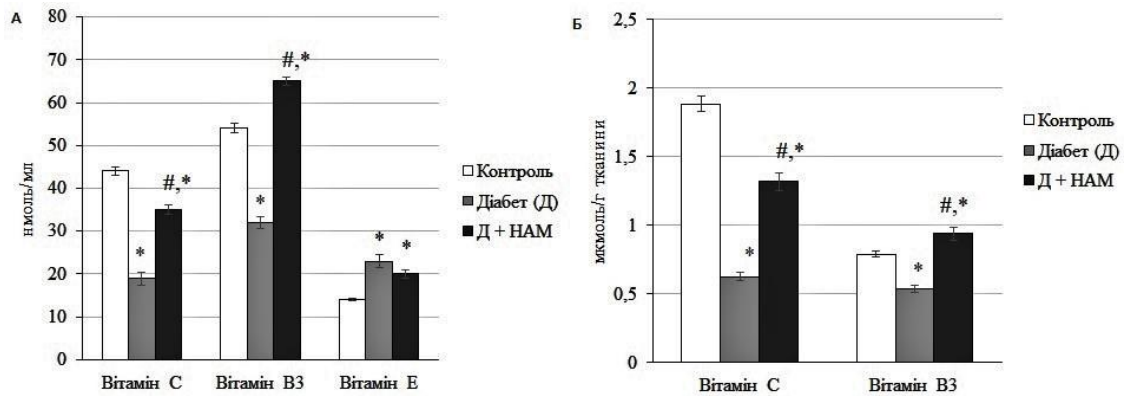 А
80
70
60
50
40
30
20
10
0
нмоль/мл
#,*
*
#,*
*
*
*
Вітамін С
Вітамін В3
Вітамін Е
Контроль
Діабет (Д)
Д + НАМ
Б
2,5
2
1,5
1
0,5
0
мкмоль/г тканини
#,*
*
#,*
*
Вітамін С
Вітамін В3
Контроль
Діабет (Д)
Д + НАМ